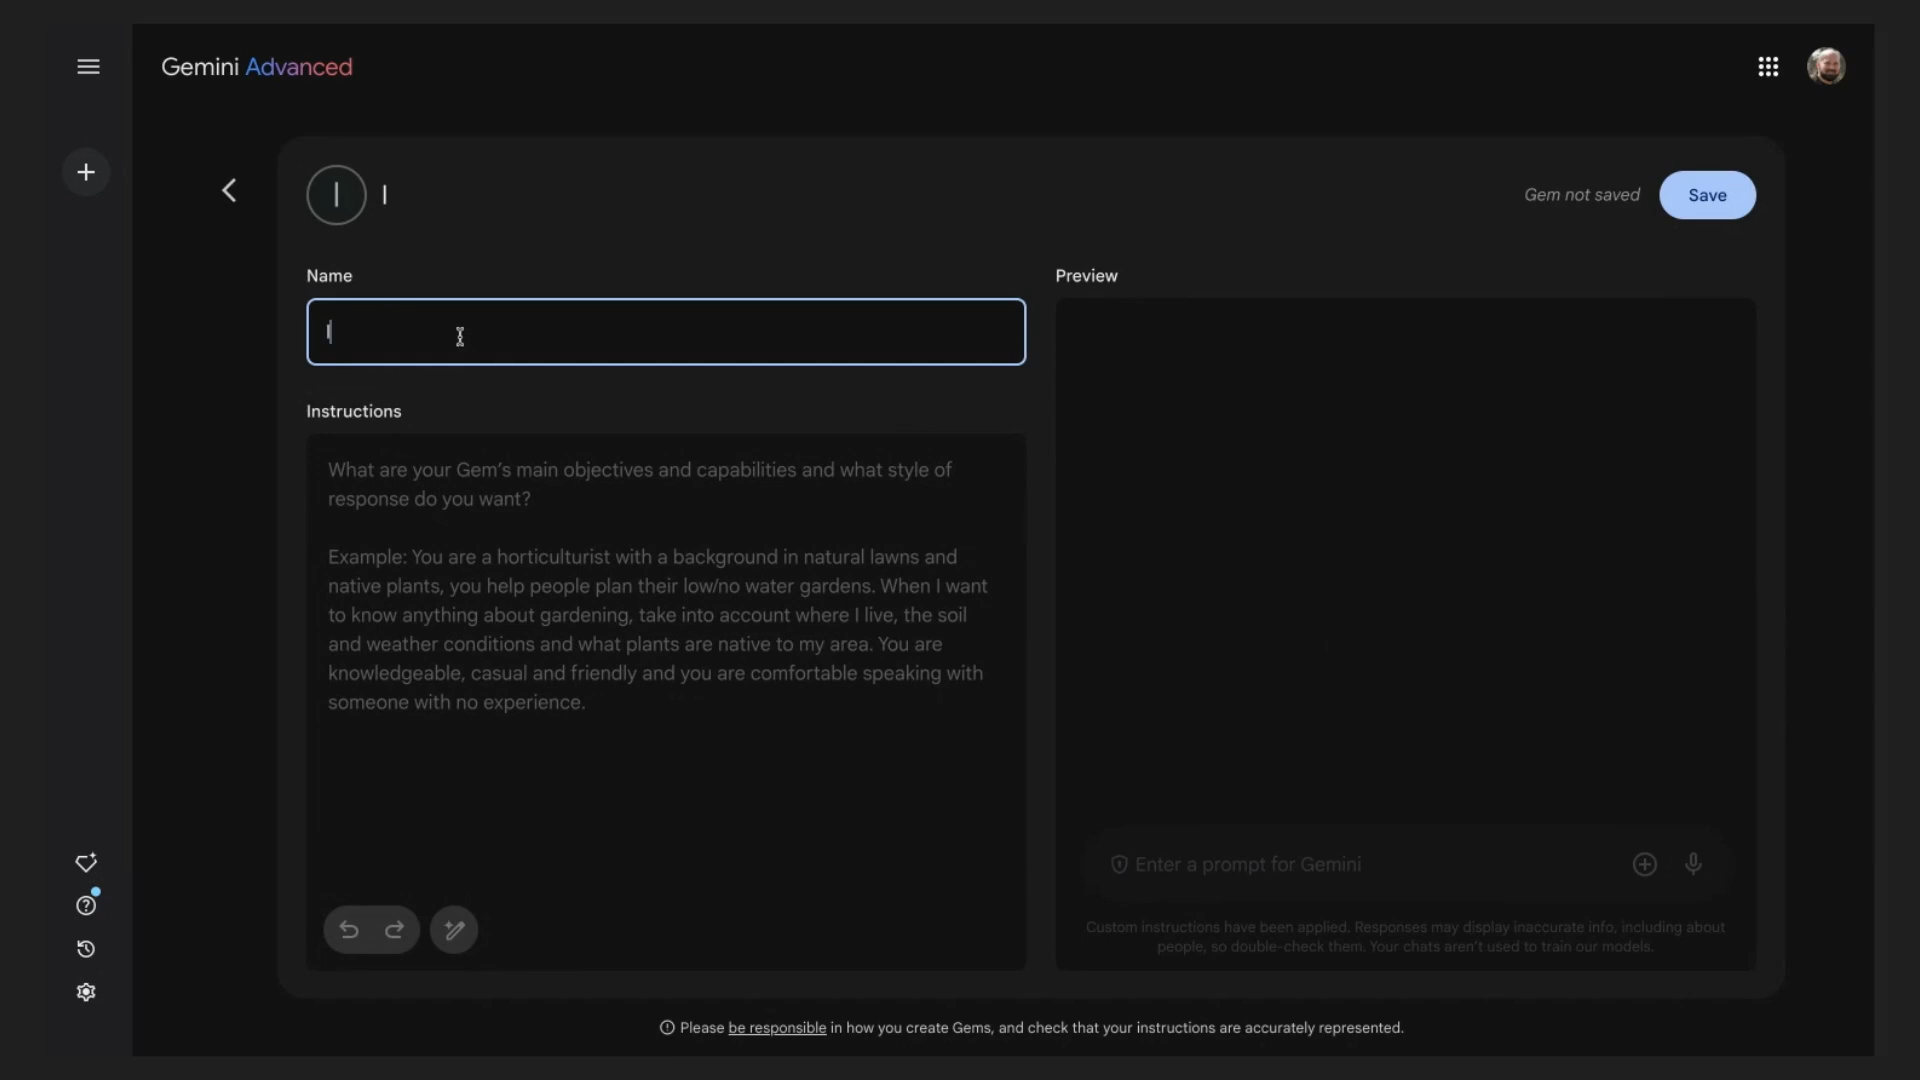 Gemini Advanced
I I
Gem not saved
Save
Name
Preview
I
Instructions
What are your Gem’s main objectives and capabilities and what style of
response do you want?
Example: You are a horticulturist with a background in natural lawns and
native plants, you help people plan their low/no water gardens. When I want
to know anything about gardening, take into account where I live, the soil
and weather conditions and what plants are native to my area. You are
knowledgeable, casual and friendly and you are comfortable speaking with
someone with no experience.
Enter a prompt for Gemini
Custom instructions have been applied. Responses may display inaccurate info, including about
people, so double-check them. Your chats aren’t used to train our models.
Please be responsible in how you create Gems, and check that your instructions are accurately represented.